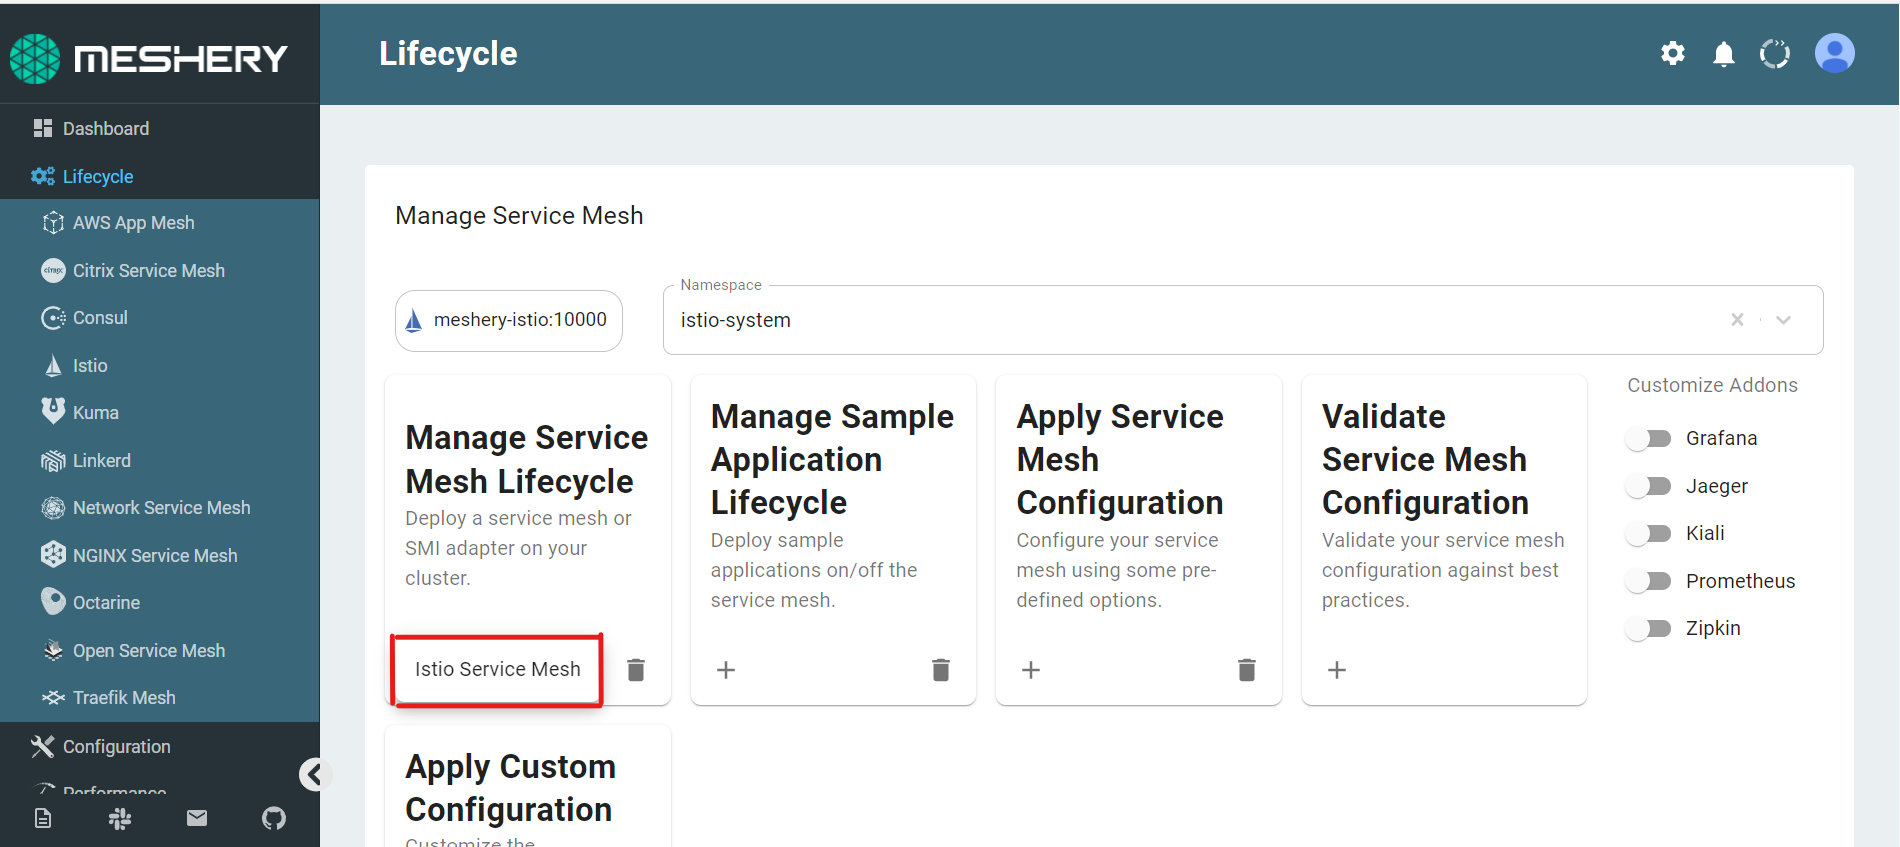 MESHERY
Lifecycle
Dashboard
Lifecycle
AWS App Mesh
Citrix Service Mesh
Consul
Istio
Kuma
Linkerd
Network Service Mesh
NGINX Service Mesh
Octarine
Open Service Mesh
Traefik Mesh
Configuration
Performance
Manage Service Mesh
meshery-istio:10000
Namespace
istio-system
Manage Service
Mesh Lifecycle
Deploy a service mesh or
SMI adapter on your
cluster.
Istio Service Mesh
Manage Sample
Application
Lifecycle
Deploy sample
applications on/off the
service mesh.
Apply Service
Mesh
Configuration
Configure your service
mesh using some pre-
defined options.
Validate
Service Mesh
Configuration
Validate your service mesh
configuration against best
practices.
Customize Addons
Grafana
Jaeger
Kiali
Prometheus
Zipkin
Apply Custom
Configuration
Customize the